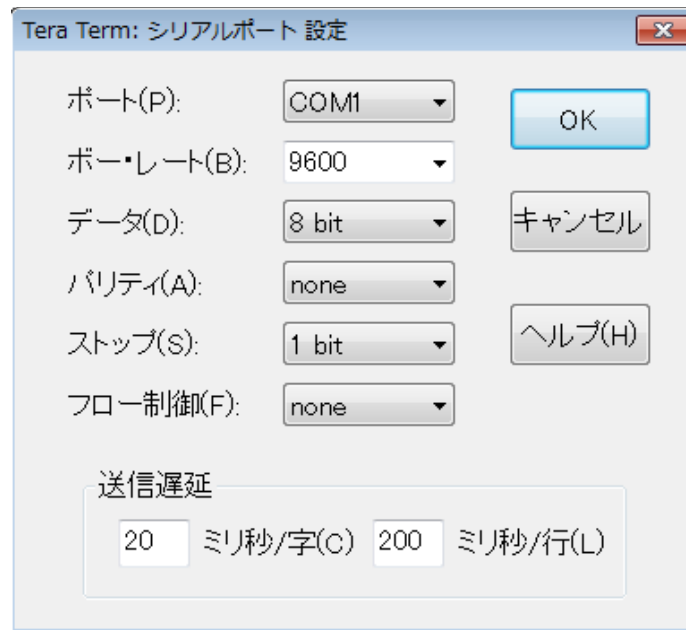 Tera Term: シリアルポート 設定
ポート(P): COM1
OK
ボー・レート(B): 9600
データ(D): 8 bit
キャンセル
パリティ(A): none
ストップ(S): 1 bit
ヘルプ(H)
フロー制御(F): none
送信遅延
20 ミリ秒/字(C) 200 ミリ秒/行(L)